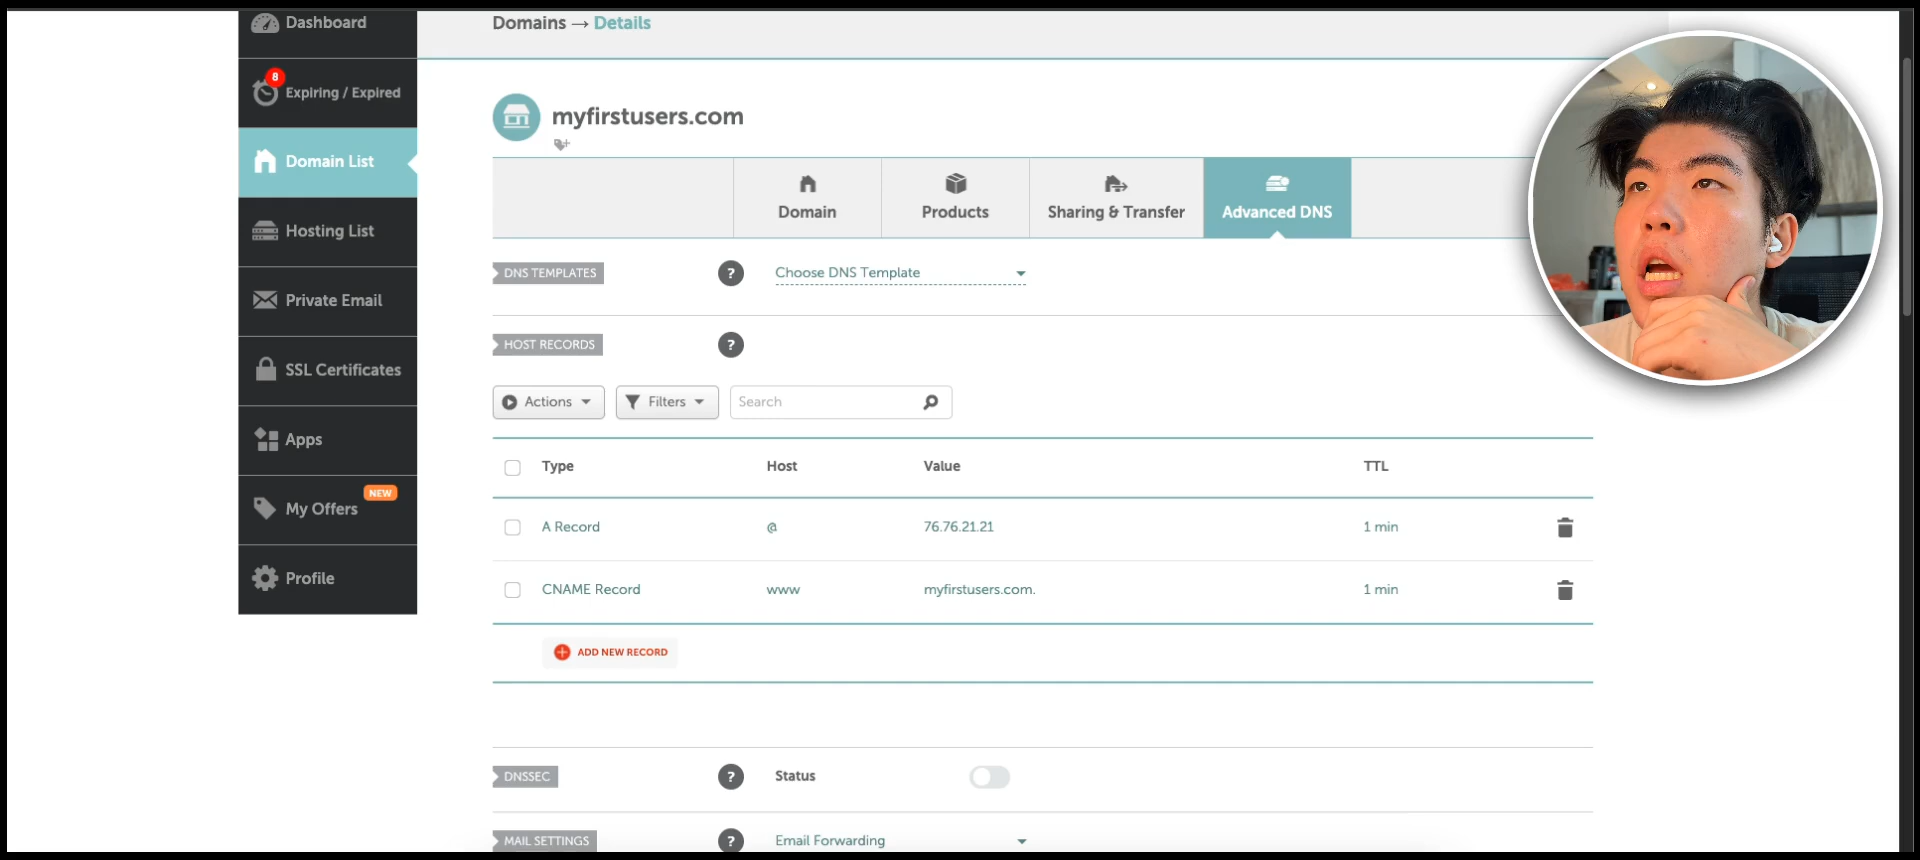 Dashboard
Domains → Details
8
Expiring / Expired
myfirstusers.com
Domain List
Domain
Products
Sharing & Transfer
Advanced DNS
Hosting List
DNS TEMPLATES
?
Choose DNS Template
Private Email
HOST RECORDS
?
SSL Certificates
Actions
Filters
Search
Apps
Type
Host
Value
TTL
NEW
My Offers
A Record
@
76.76.21.21
1 min
Profile
CNAME Record
www
myfirstusers.com.
1 min
ADD NEW RECORD
DNSSEC
?
Status
MAIL SETTINGS
?
Email Forwarding